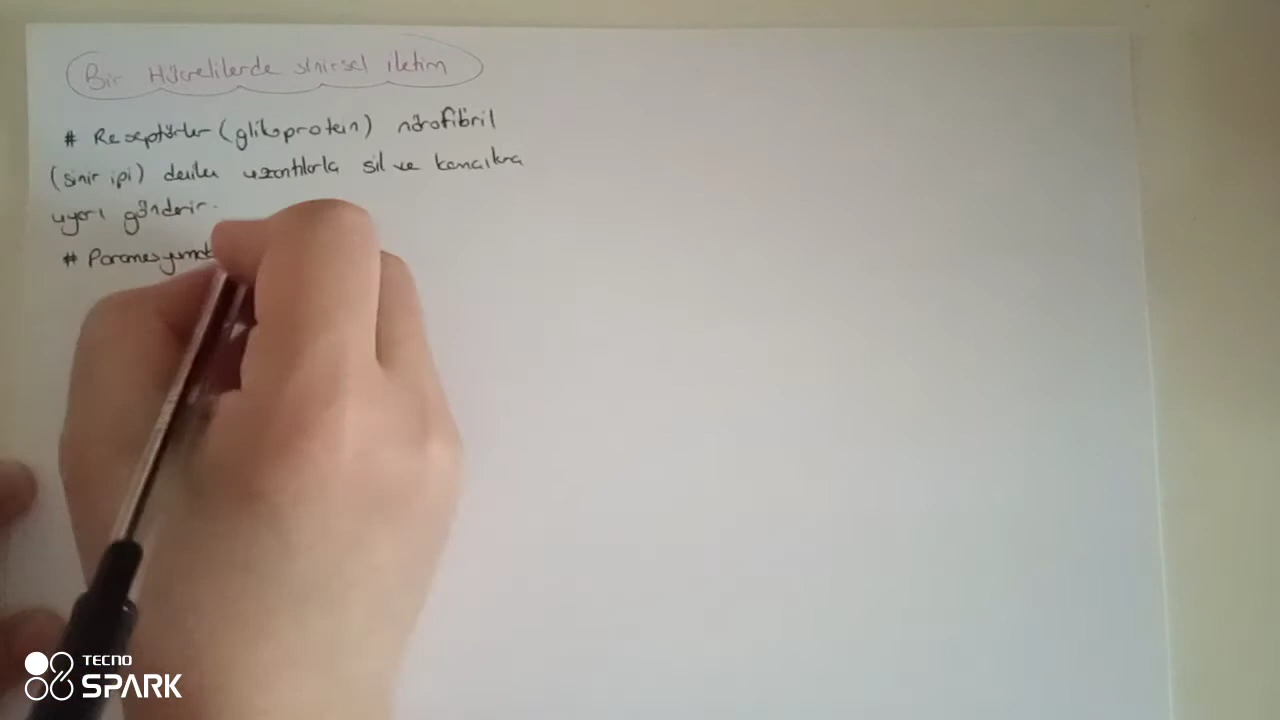 Bir Hücrelilerde sinirsel iletim
# Reseptörler (glikoprotein) nörofibril
(sinir ipi) denilen uzantılarla sil ve kamçılara
uyarı gönderir.
# Paramesyumda
TECNO
SPARK